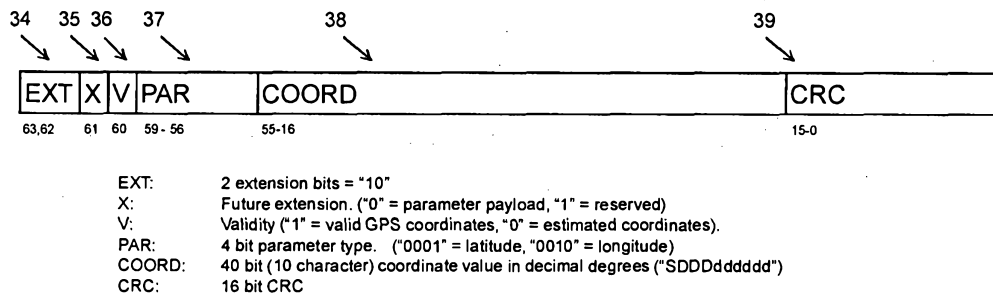 34 35 36 37 38 39
EXT X V PAR COORD CRC
63,62 61 60 59 - 56 55-16 15-0
EXT: 2 extension bits = "10"
X: Future extension. ("0" = parameter payload, "1" = reserved)
V: Validity ("1" = valid GPS coordinates, "0" = estimated coordinates).
PAR: 4 bit parameter type. ("0001" = latitude, "0010" = longitude)
COORD: 40 bit (10 character) coordinate value in decimal degrees ("SDDDdddddd")
CRC: 16 bit CRC